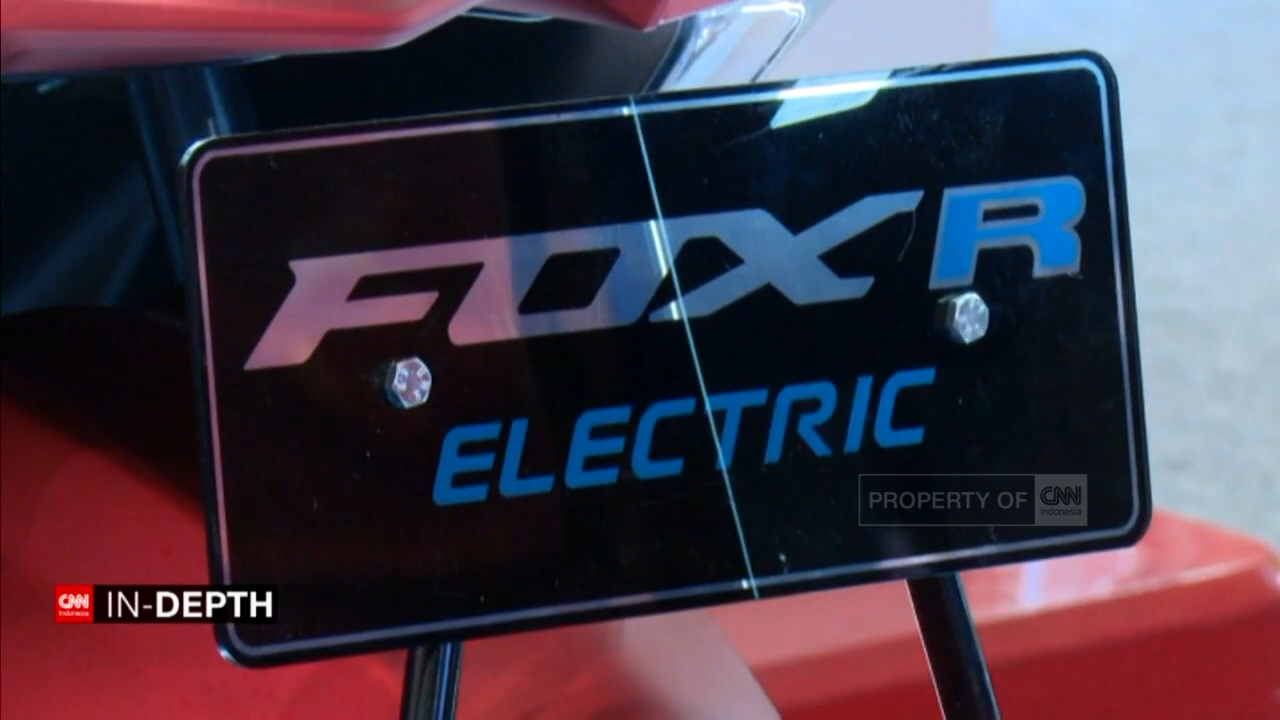 FOX R
ELECTRIC
PROPERTY OF CNN Indonesia
CNN Indonesia IN-DEPTH